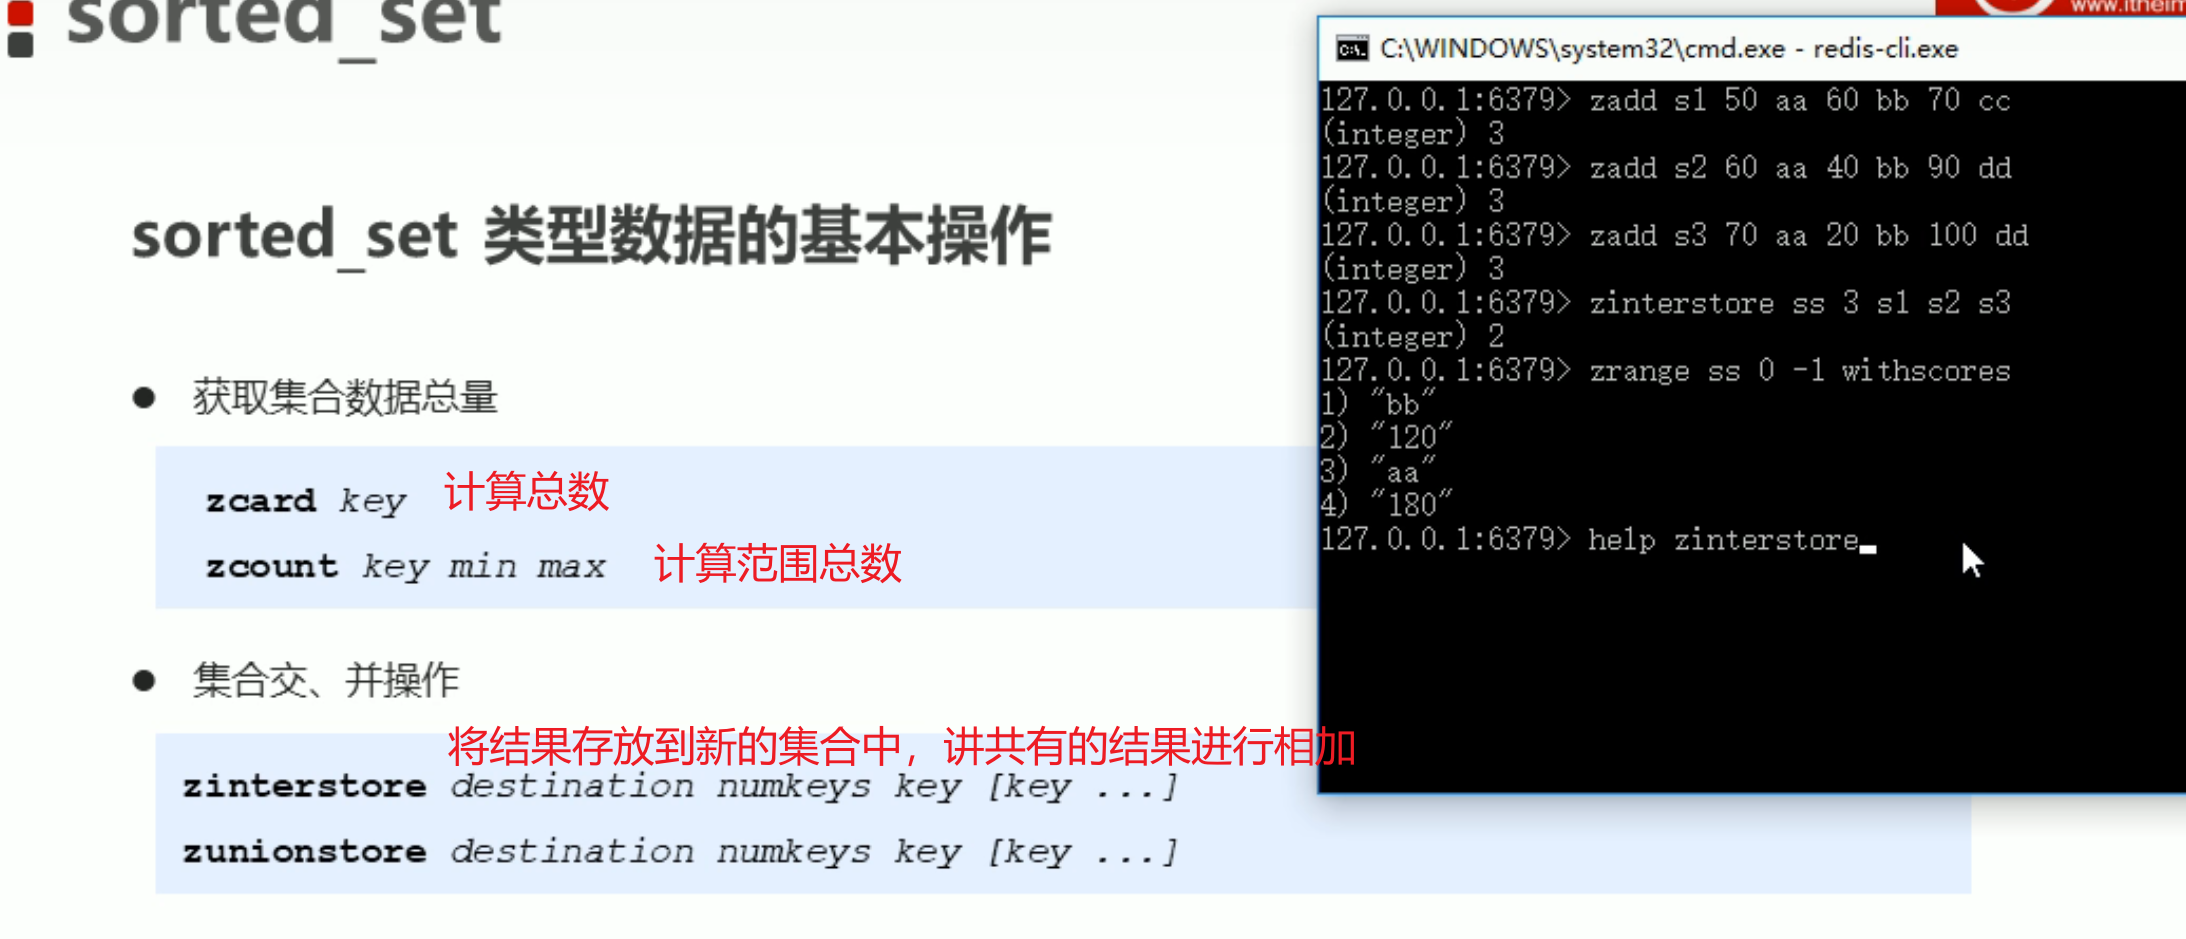 sorted_set
sorted_set 类型数据的基本操作
● 获取集合数据总量
zcard key 计算总数
zcount key min max 计算范围总数
● 集合交、并操作
将结果存放到新的集合中，讲共有的结果进行相加
zinterstore destination numkeys key [key ...]
zunionstore destination numkeys key [key ...]
C:\WINDOWS\system32\cmd.exe - redis-cli.exe
127.0.0.1:6379> zadd s1 50 aa 60 bb 70 cc
(integer) 3
127.0.0.1:6379> zadd s2 60 aa 40 bb 90 dd
(integer) 3
127.0.0.1:6379> zadd s3 70 aa 20 bb 100 dd
(integer) 3
127.0.0.1:6379> zinterstore ss 3 s1 s2 s3
(integer) 2
127.0.0.1:6379> zrange ss 0 -1 withscores
1) "bb"
2) "120"
3) "aa"
4) "180"
127.0.0.1:6379> help zinterstore